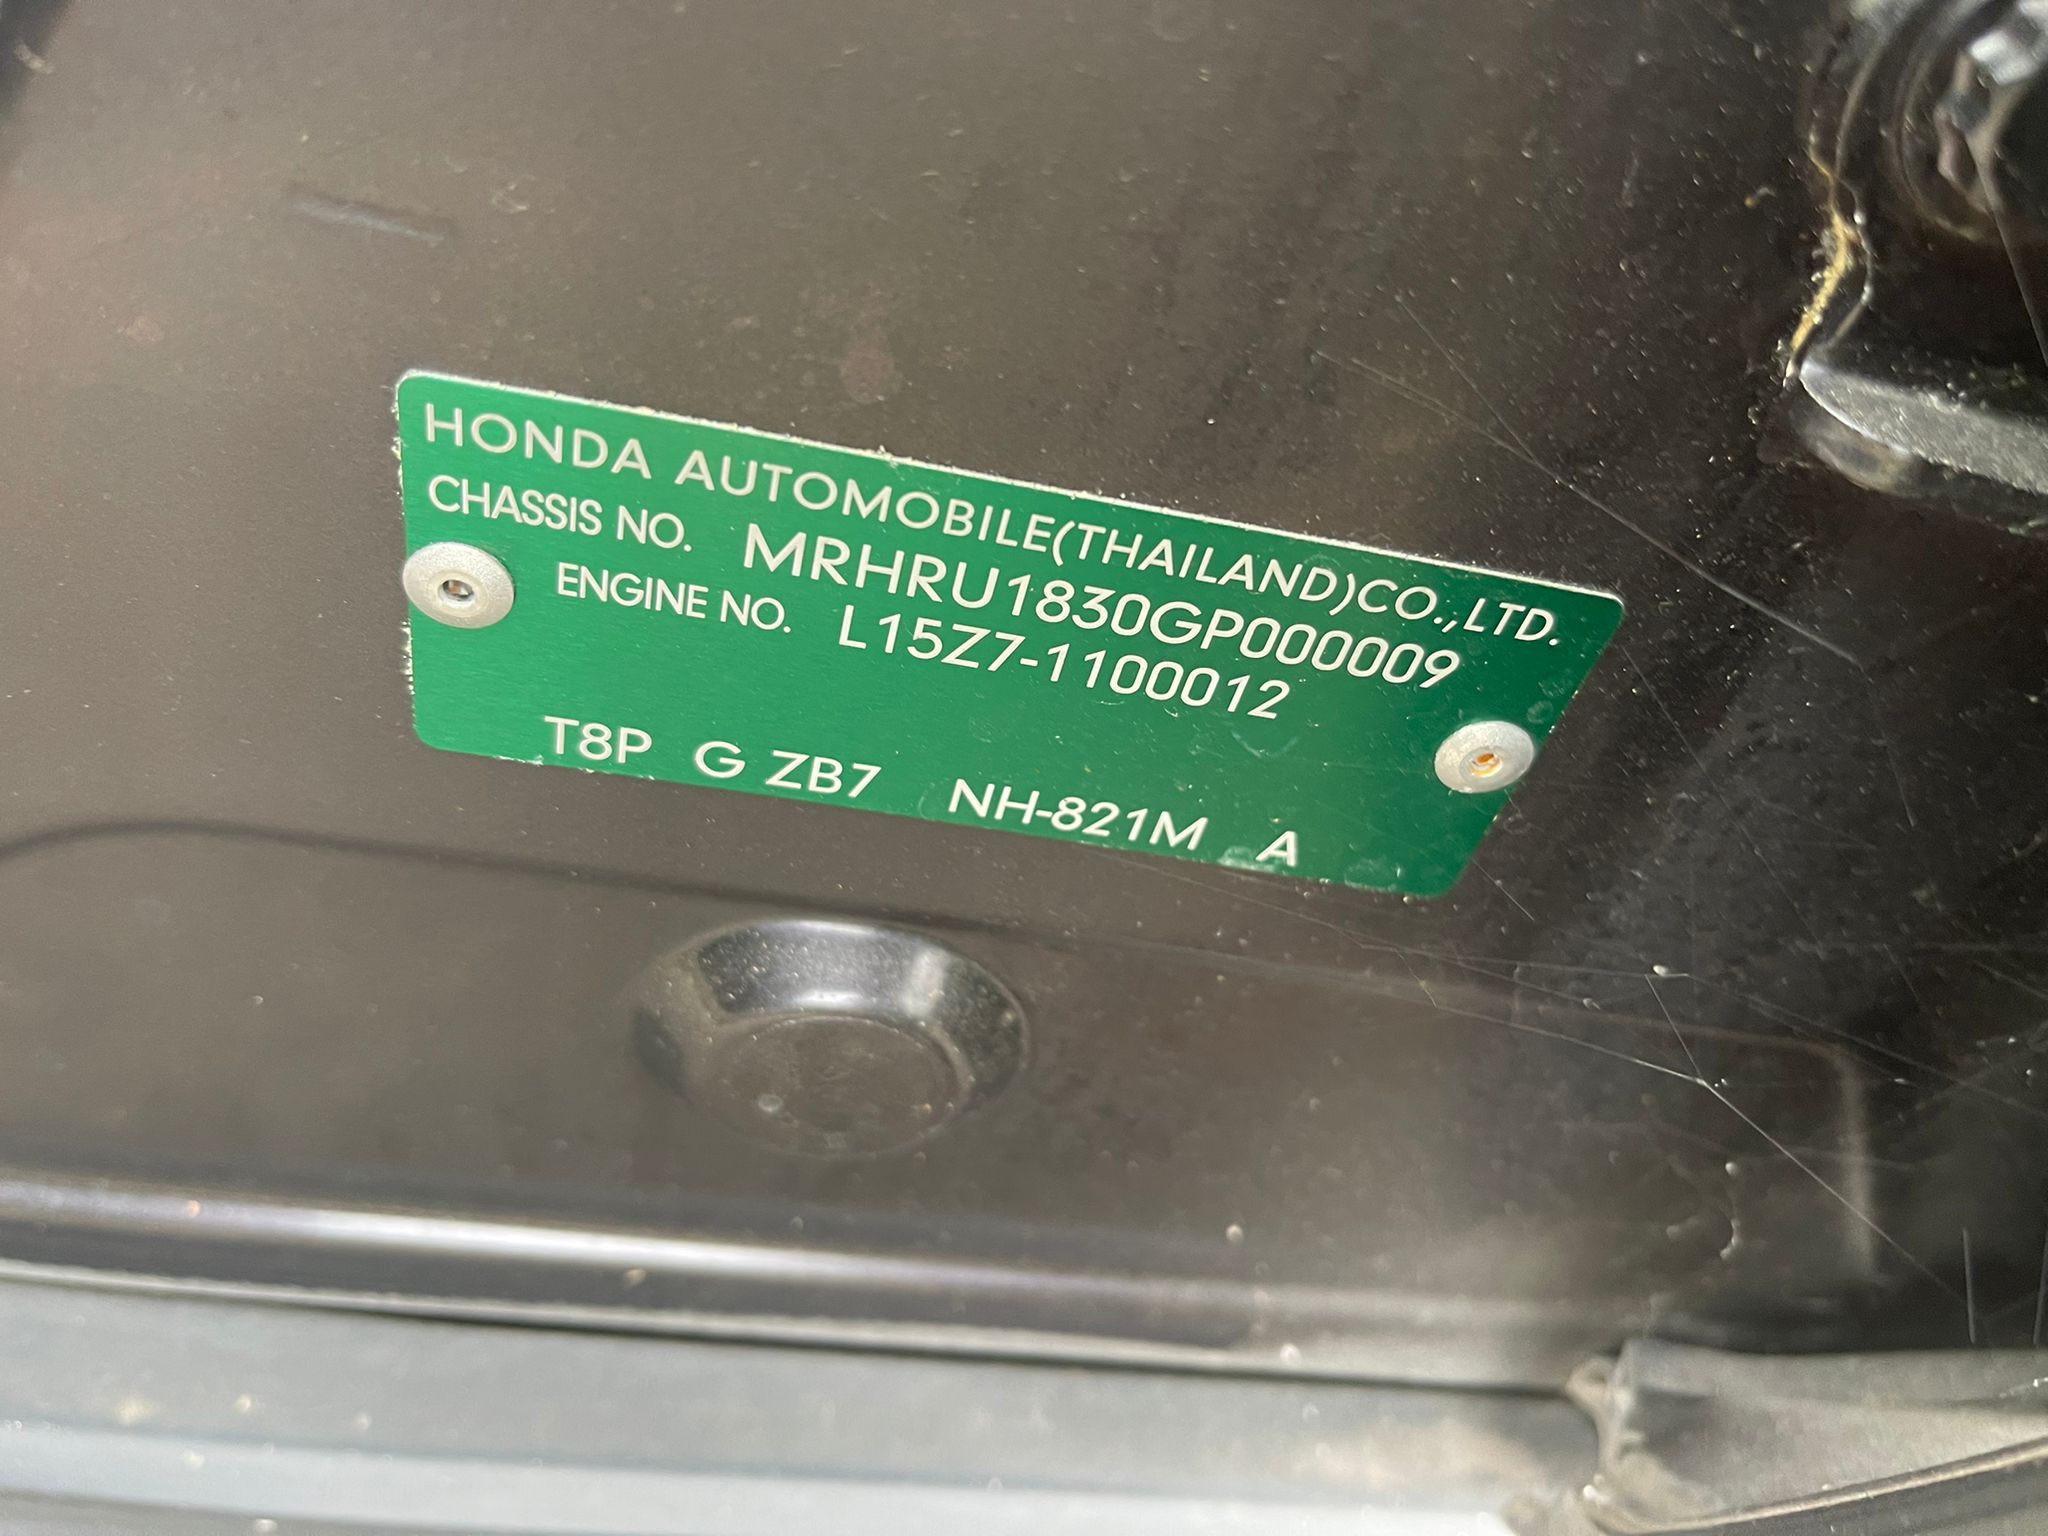 HONDA AUTOMOBILE(THAILAND)CO.,LTD.
CHASSIS NO. MRHRU1830GP000009
ENGINE NO. L15Z7-1100012
T8P G ZB7 NH-821M A